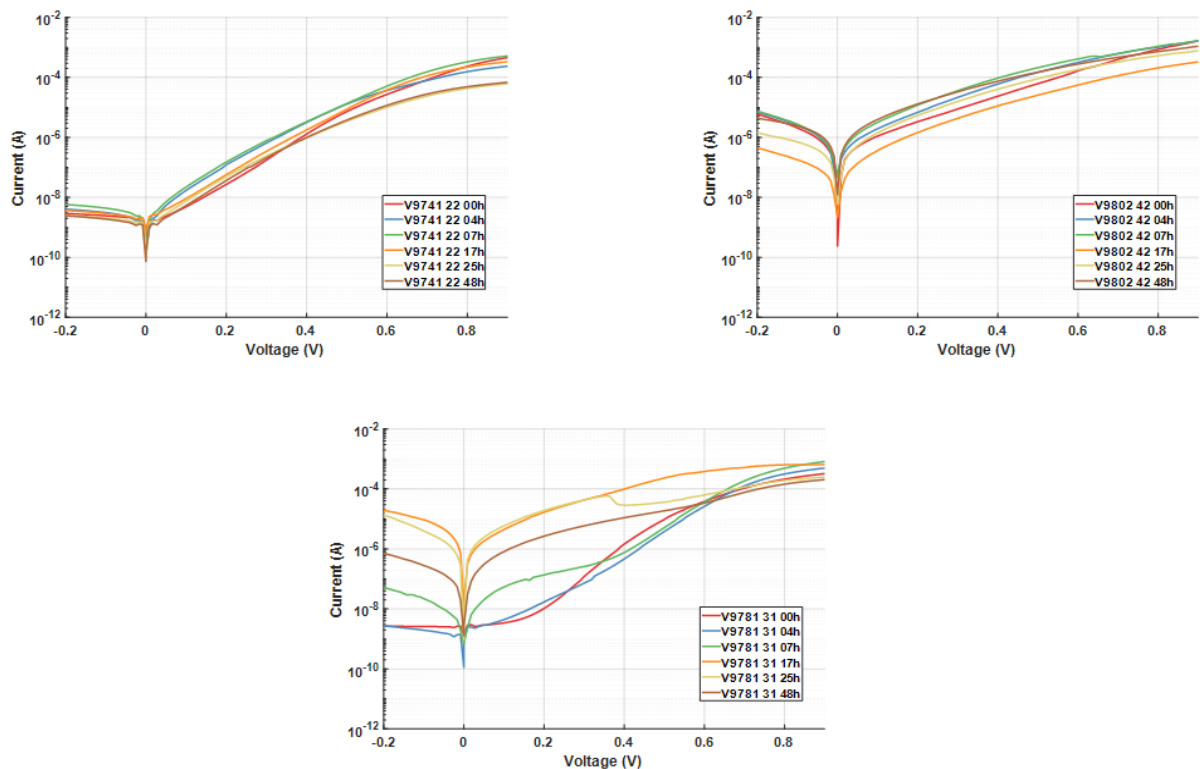 10-2
10-4
10-6
10-8
10-10
10-12
Current (A)
V9741 22 00h
V9741 22 04h
V9741 22 07h
V9741 22 17h
V9741 22 25h
V9741 22 48h
-0.2 0 0.2 0.4 0.6 0.8
Voltage (V)
10-2
10-4
10-6
10-8
10-10
10-12
Current (A)
V9802 42 00h
V9802 42 04h
V9802 42 07h
V9802 42 17h
V9802 42 25h
V9802 42 48h
-0.2 0 0.2 0.4 0.6 0.8
Voltage (V)
10-2
10-4
10-6
10-8
10-10
10-12
Current (A)
V9781 31 00h
V9781 31 04h
V9781 31 07h
V9781 31 17h
V9781 31 25h
V9781 31 48h
-0.2 0 0.2 0.4 0.6 0.8
Voltage (V)